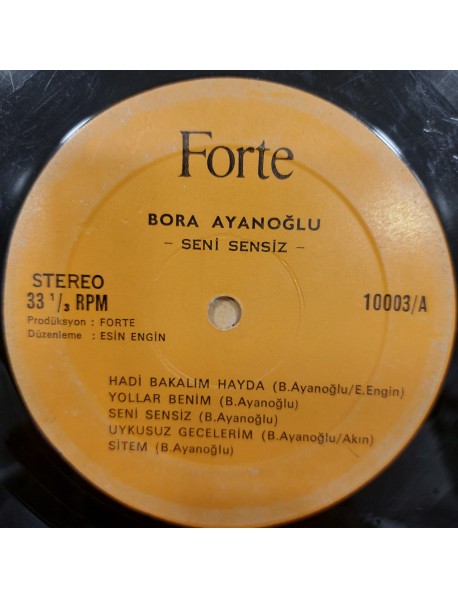 Forte
BORA AYANOĞLU
- SENİ SENSİZ -
STEREO
33 1/3 RPM
10003/A
Prodüksyon : FORTE
Düzenleme : ESİN ENGİN
HADİ BAKALIM HAYDA (B.Ayanoğlu/E.Engin)
YOLLAR BENİM (B.Ayanoğlu)
SENİ SENSİZ (B.Ayanoğlu)
UYKUSUZ GECELERİM (B.Ayanoğlu/Akın)
SİTEM (B.Ayanoğlu)